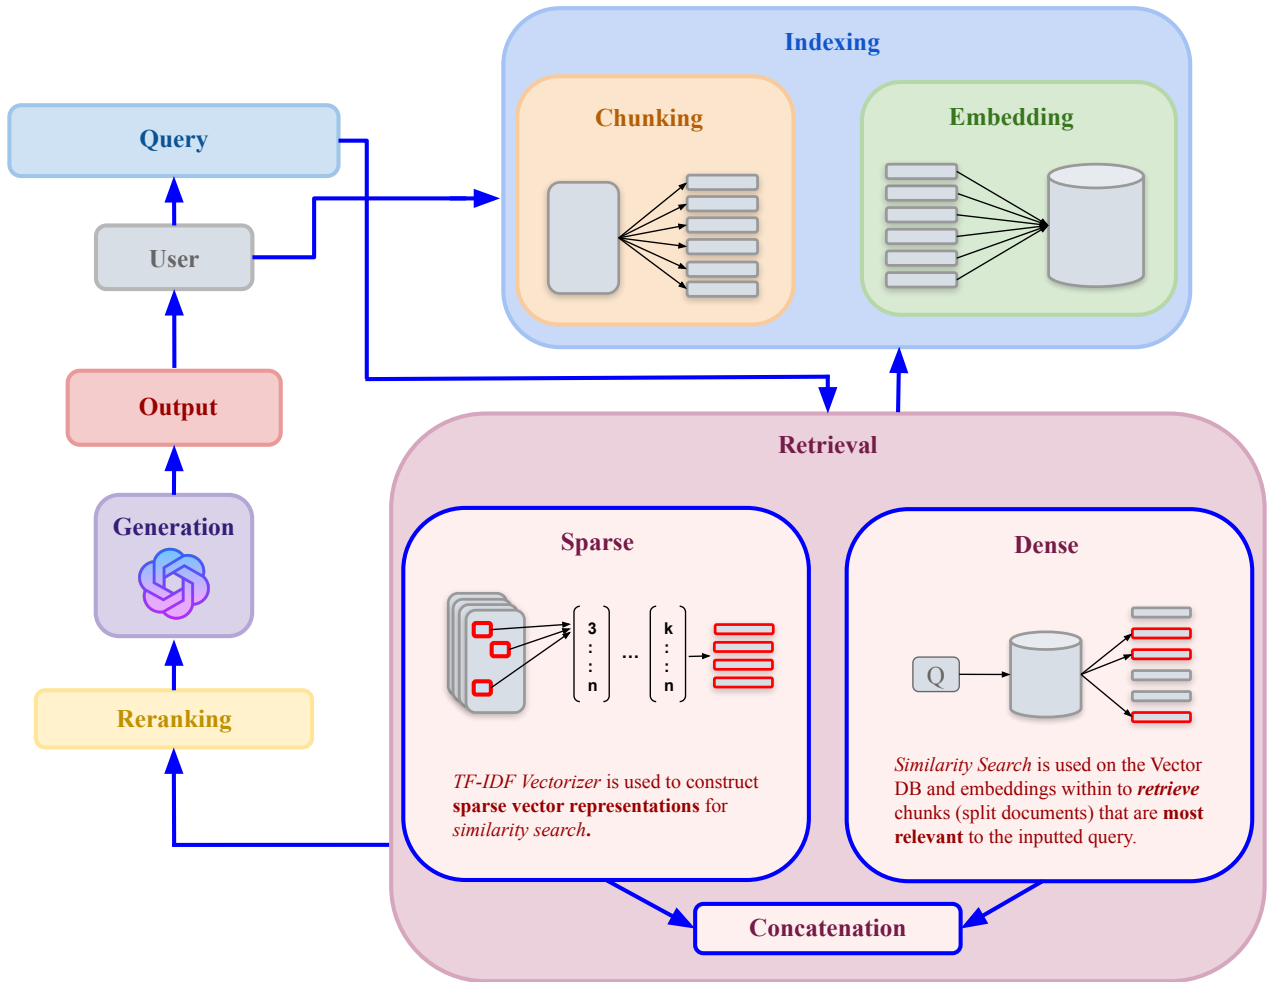 Indexing
Chunking
Embedding
Query
User
Output
Generation
Reranking
Retrieval
Sparse
3
:
:
n
...
k
:
:
n
TF-IDF Vectorizer is used to construct
sparse vector representations for
similarity search.
Dense
Q
Similarity Search is used on the Vector
DB and embeddings within to retrieve
chunks (split documents) that are most
relevant to the inputted query.
Concatenation